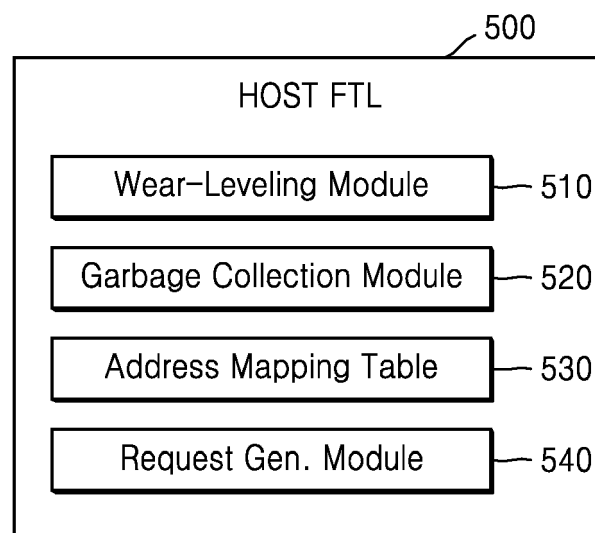 500
HOST FTL
Wear-Leveling Module 510
Garbage Collection Module 520
Address Mapping Table 530
Request Gen. Module 540